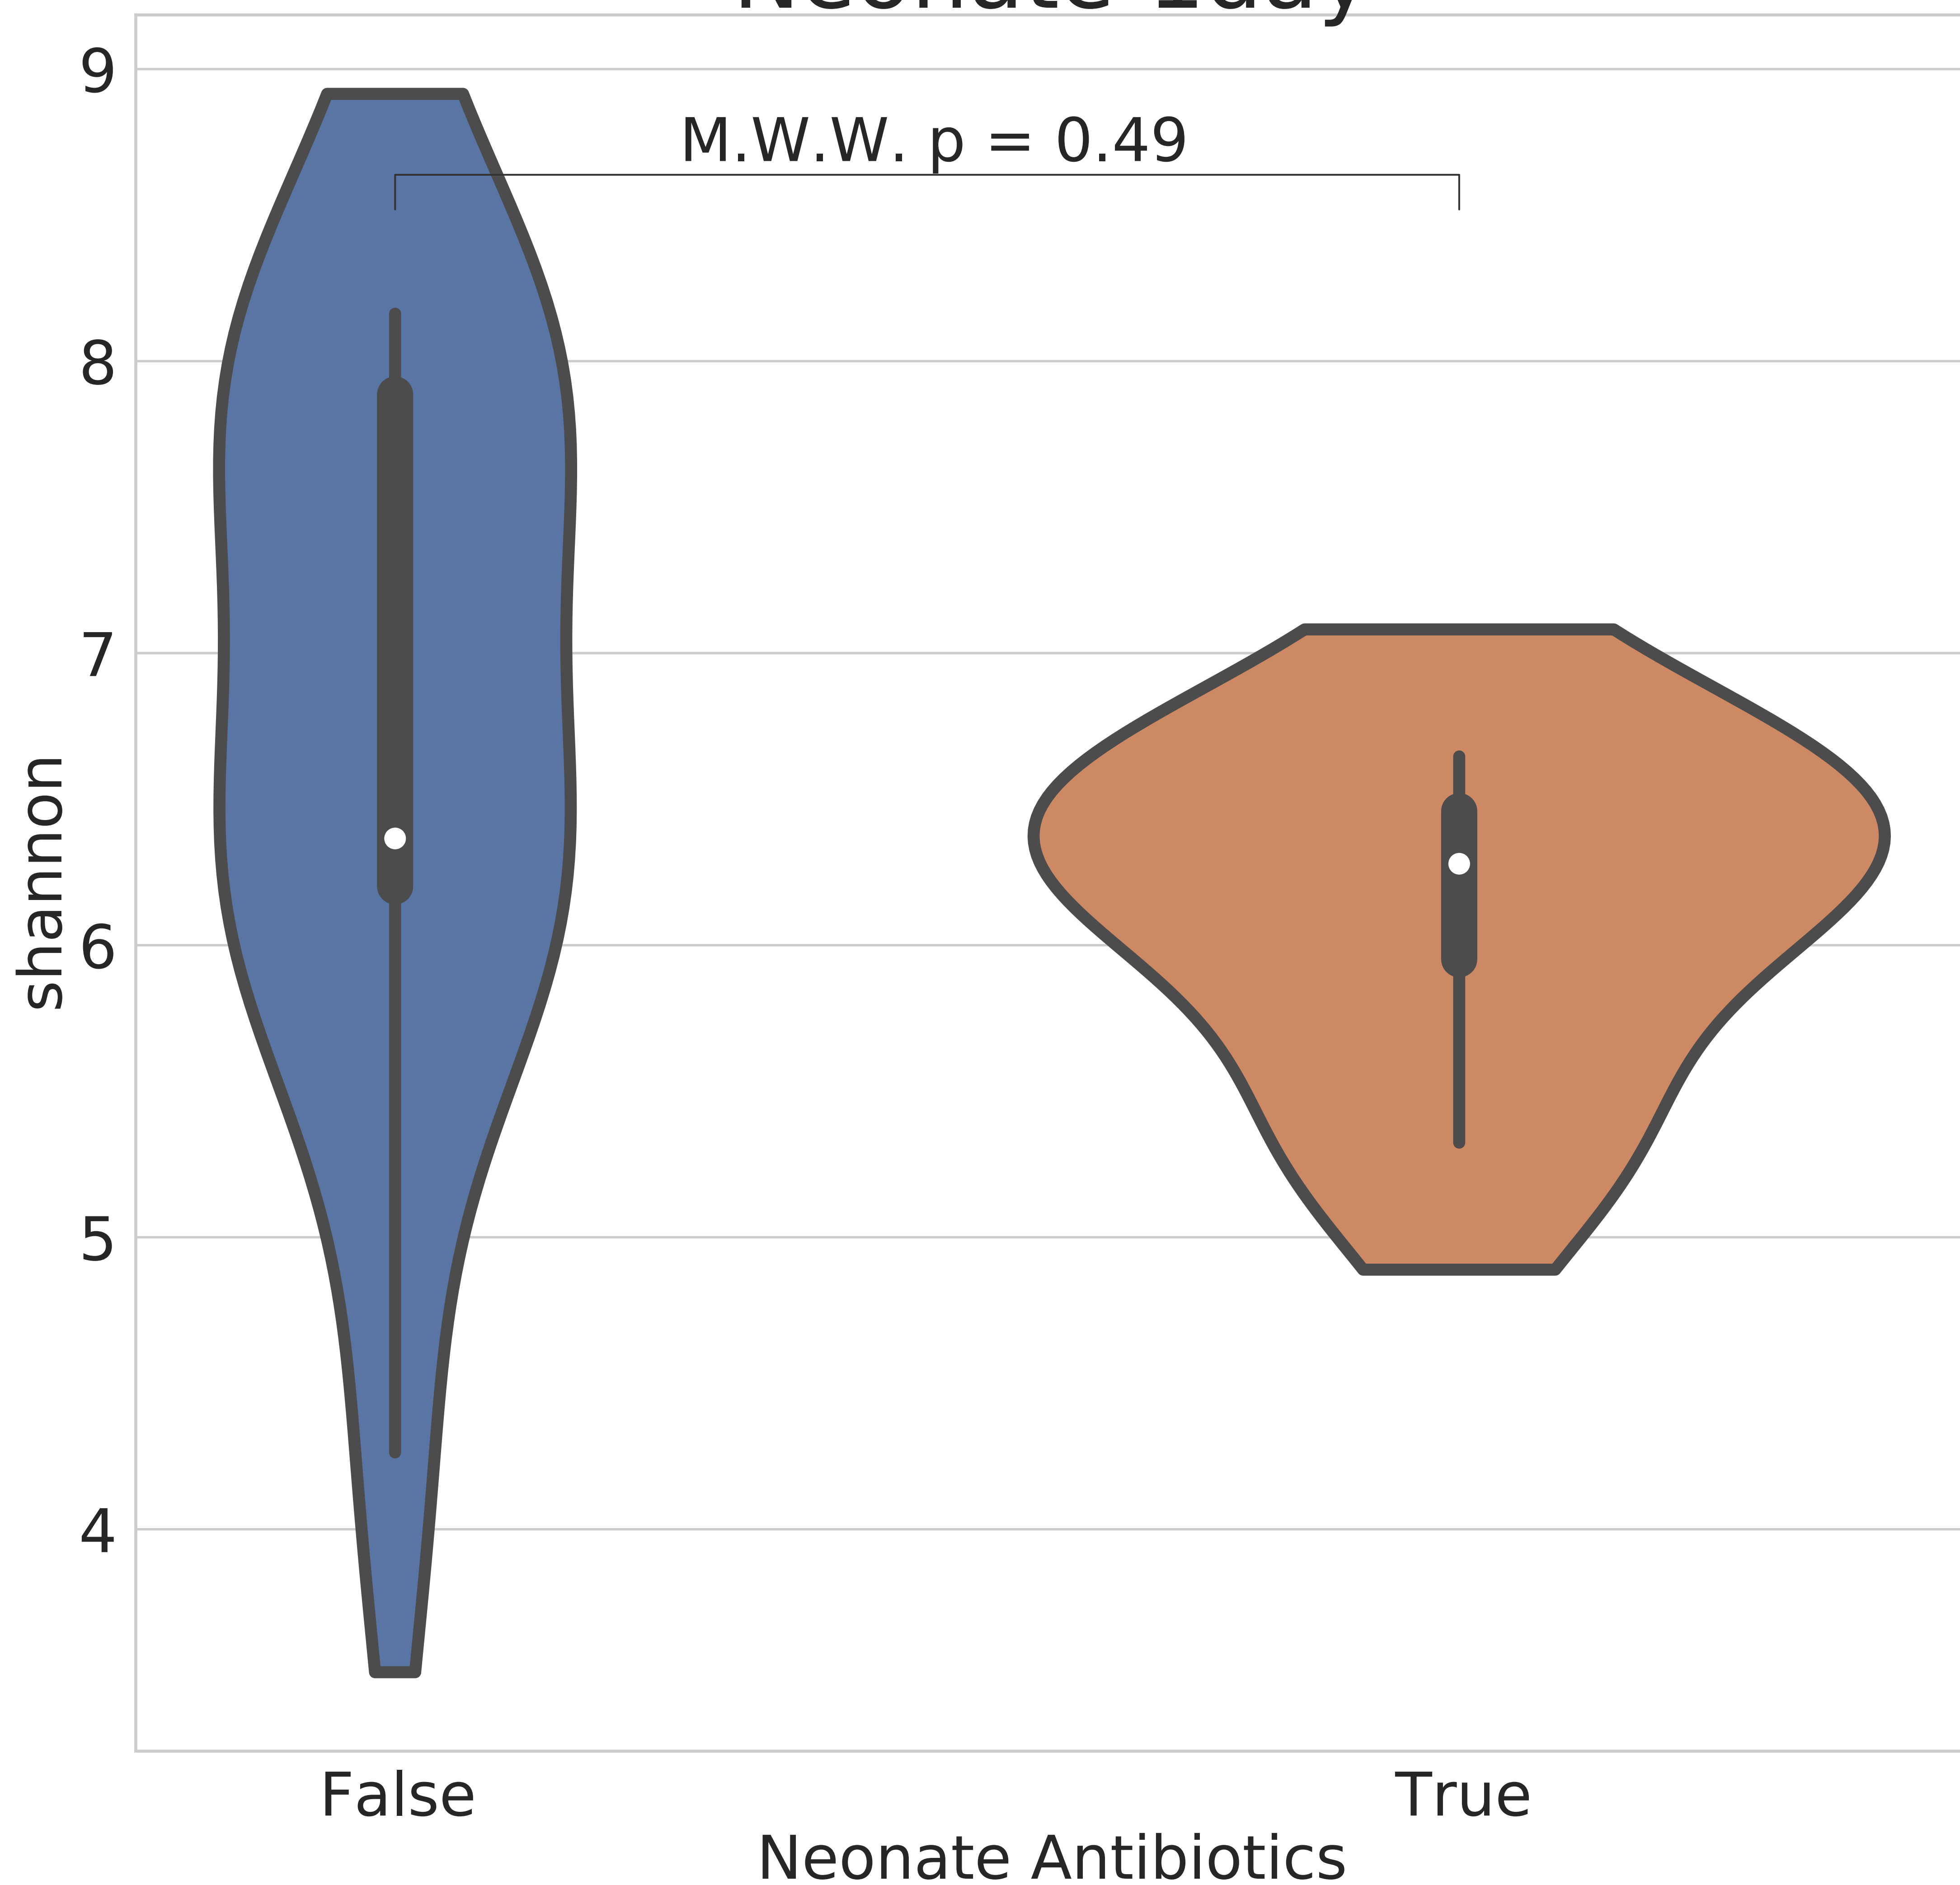 M.W.W. p = 0.49
9
8
7
6
5
4
shannon
False True
Neonate Antibiotics